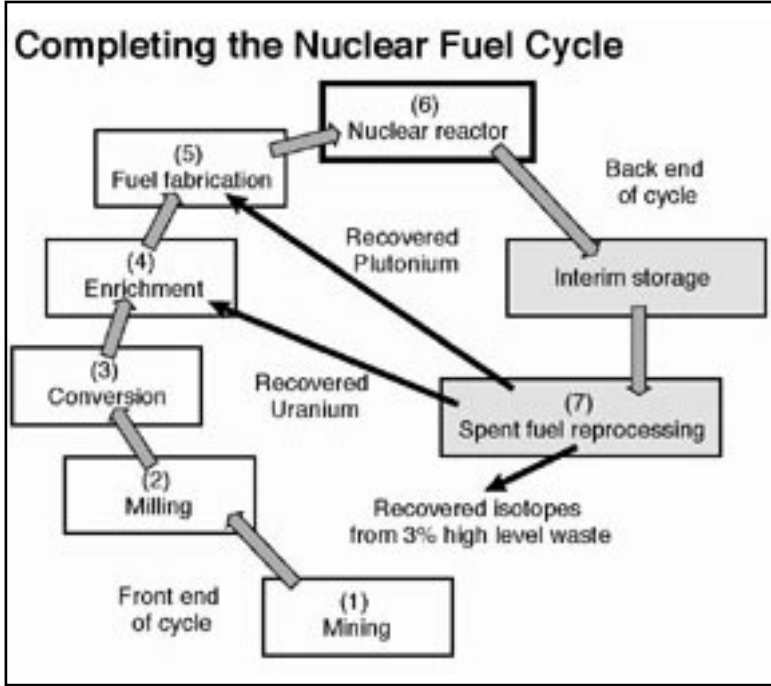 Completing the Nuclear Fuel Cycle
(6)
Nuclear reactor
(5)
Fuel fabrication
Back end
of cycle
Recovered
Plutonium
(4)
Enrichment
Interim storage
(3)
Conversion
Recovered
Uranium
(7)
Spent fuel reprocessing
(2)
Milling
Recovered isotopes
from 3% high level waste
Front end
of cycle
(1)
Mining